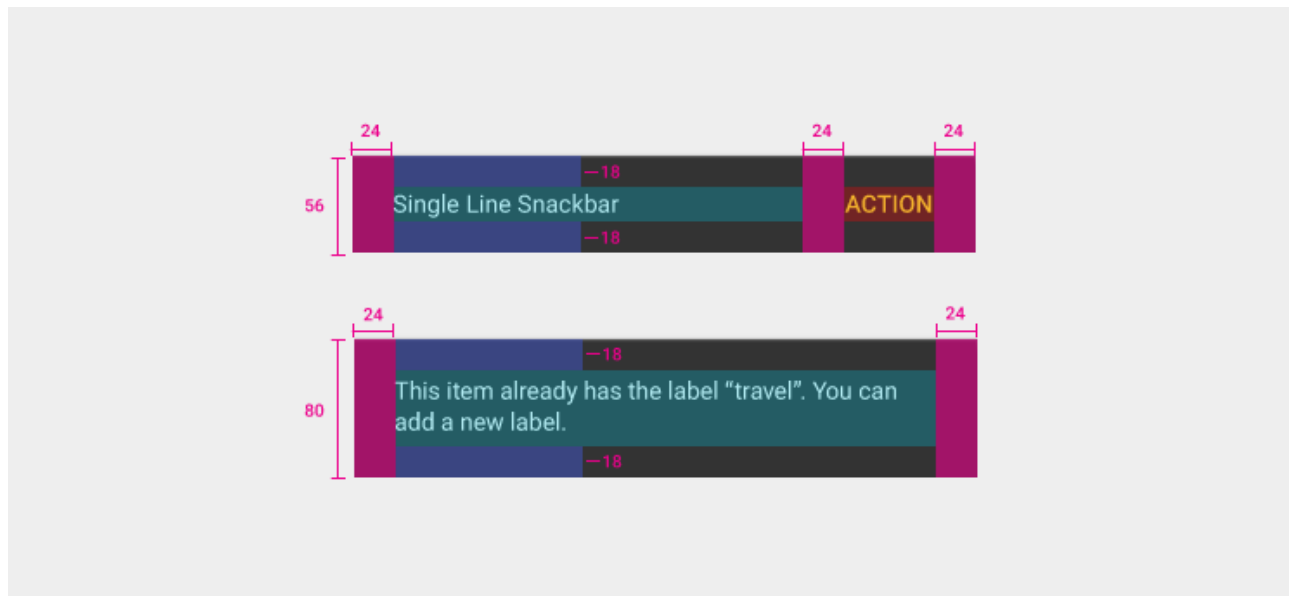 24 24 24
—18
56 Single Line Snackbar ACTION
—18
24 24
—18
80 This item already has the label “travel”. You can
add a new label.
—18